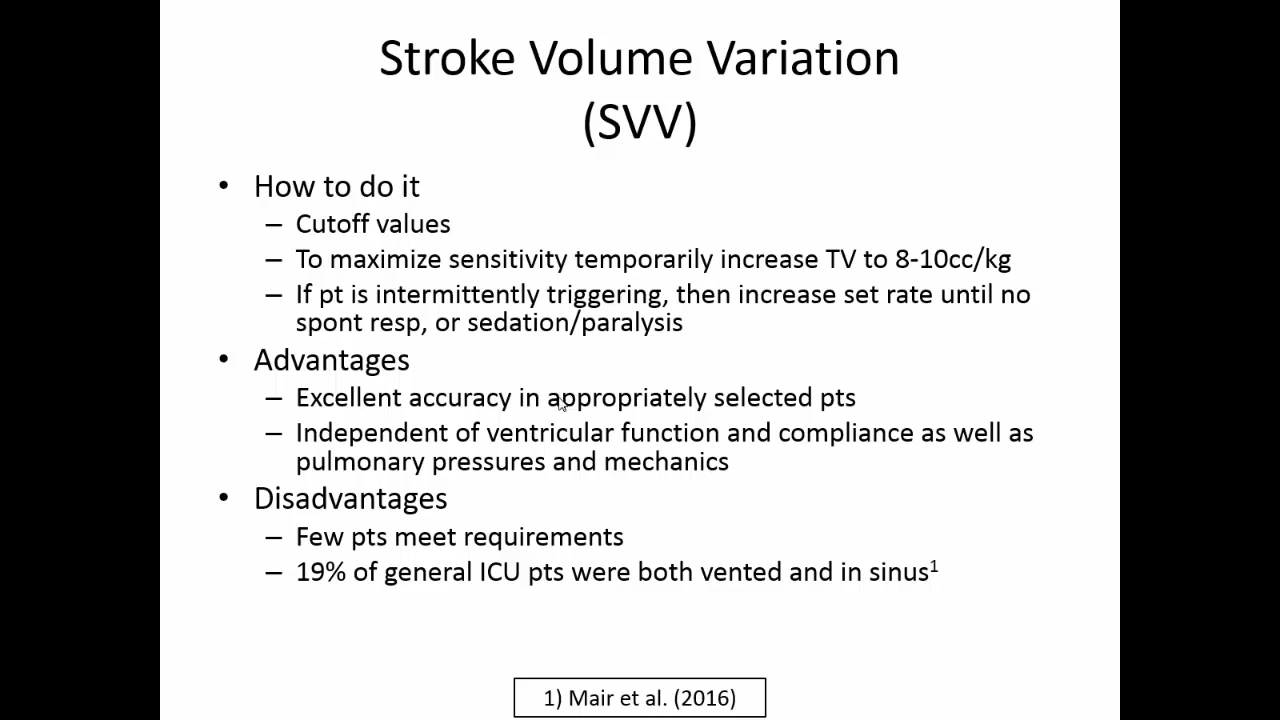 Stroke Volume Variation
(SVV)
• How to do it
– Cutoff values
– To maximize sensitivity temporarily increase TV to 8-10cc/kg
– If pt is intermittently triggering, then increase set rate until no
spont resp, or sedation/paralysis
• Advantages
– Excellent accuracy in appropriately selected pts
– Independent of ventricular function and compliance as well as
pulmonary pressures and mechanics
• Disadvantages
– Few pts meet requirements
– 19% of general ICU pts were both vented and in sinus¹
1) Mair et al. (2016)